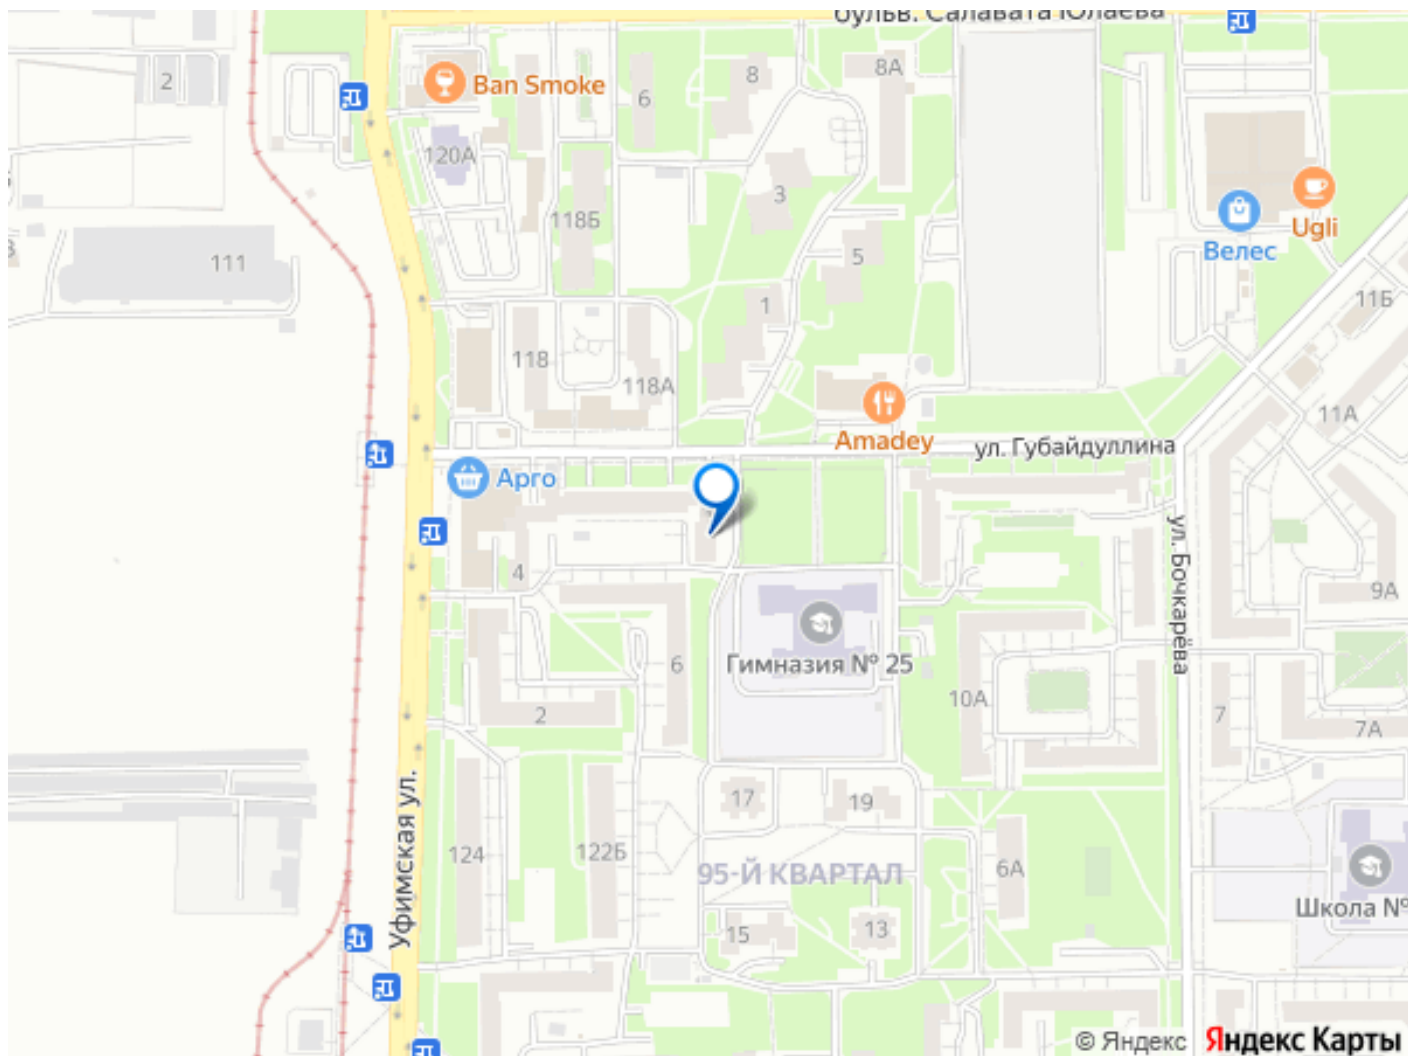 бульв. Салавата Юлаева
2
Ban Smoke
6
8
8А
120А
3
118Б
Ugli
Велес
111
5
11Б
1
118
118А
11А
Amadey
ул. Губайдуллина
Арго
ул. Бочкарёва
4
9А
Гимназия № 25
6
10А
2
7
7А
Уфимская ул.
17
19
124
122Б
95-Й КВАРТАЛ
6А
Школа №
15
13
© Яндекс
Яндекс Карты